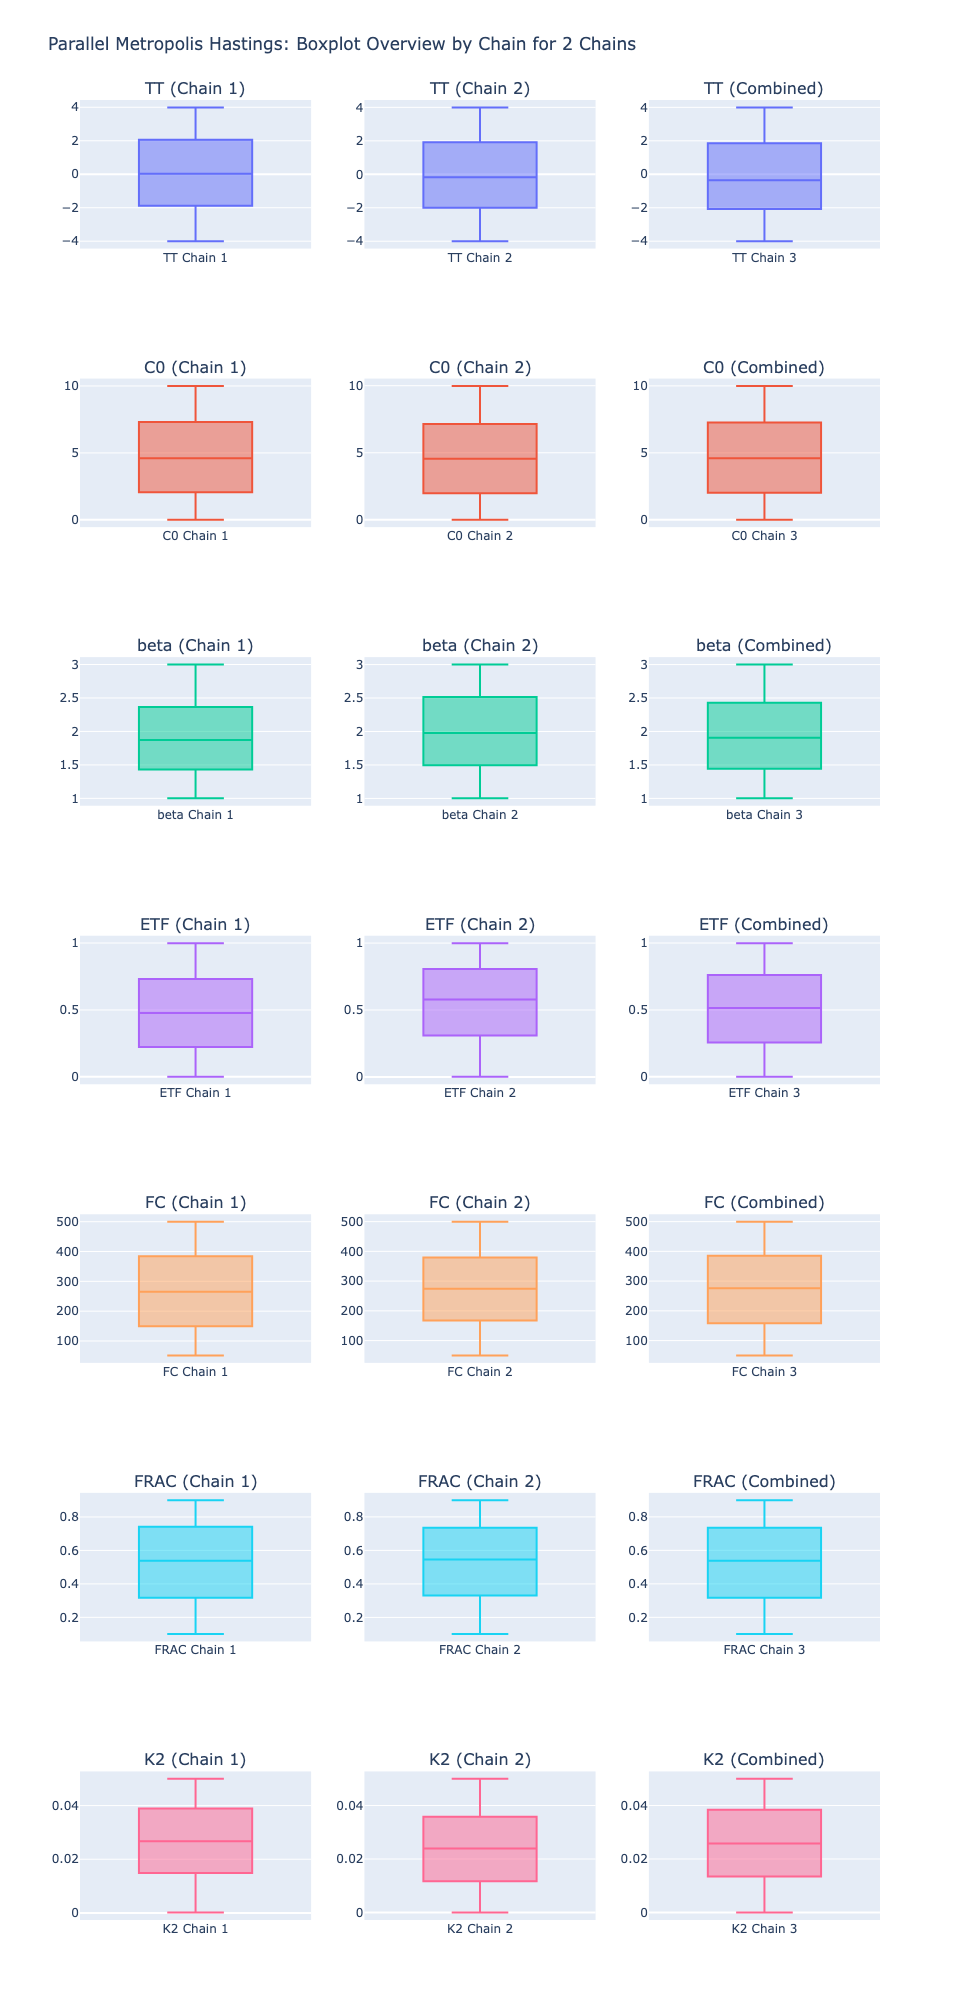 Parallel Metropolis Hastings: Boxplot Overview by Chain for 2 Chains
TT (Chain 1)
4
2
0
−2
−4
TT Chain 1
TT (Chain 2)
4
2
0
−2
−4
TT Chain 2
TT (Combined)
4
2
0
−2
−4
TT Chain 3
C0 (Chain 1)
10
5
0
C0 Chain 1
C0 (Chain 2)
10
5
0
C0 Chain 2
C0 (Combined)
10
5
0
C0 Chain 3
beta (Chain 1)
3
2.5
2
1.5
1
beta Chain 1
beta (Chain 2)
3
2.5
2
1.5
1
beta Chain 2
beta (Combined)
3
2.5
2
1.5
1
beta Chain 3
ETF (Chain 1)
1
0.5
0
ETF Chain 1
ETF (Chain 2)
1
0.5
0
ETF Chain 2
ETF (Combined)
1
0.5
0
ETF Chain 3
FC (Chain 1)
500
400
300
200
100
FC Chain 1
FC (Chain 2)
500
400
300
200
100
FC Chain 2
FC (Combined)
500
400
300
200
100
FC Chain 3
FRAC (Chain 1)
0.8
0.6
0.4
0.2
FRAC Chain 1
FRAC (Chain 2)
0.8
0.6
0.4
0.2
FRAC Chain 2
FRAC (Combined)
0.8
0.6
0.4
0.2
FRAC Chain 3
K2 (Chain 1)
0.04
0.02
0
K2 Chain 1
K2 (Chain 2)
0.04
0.02
0
K2 Chain 2
K2 (Combined)
0.04
0.02
0
K2 Chain 3